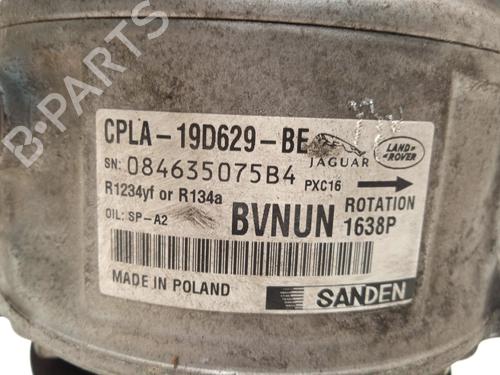 CPLA-19D629-BE
JAGUAR
LAND ROVER
SN: 084635075B4
PXC16
R1234yf or R134a
ROTATION
OIL: SP-A2
BVNUN
1638P
MADE IN POLAND
SANDEN